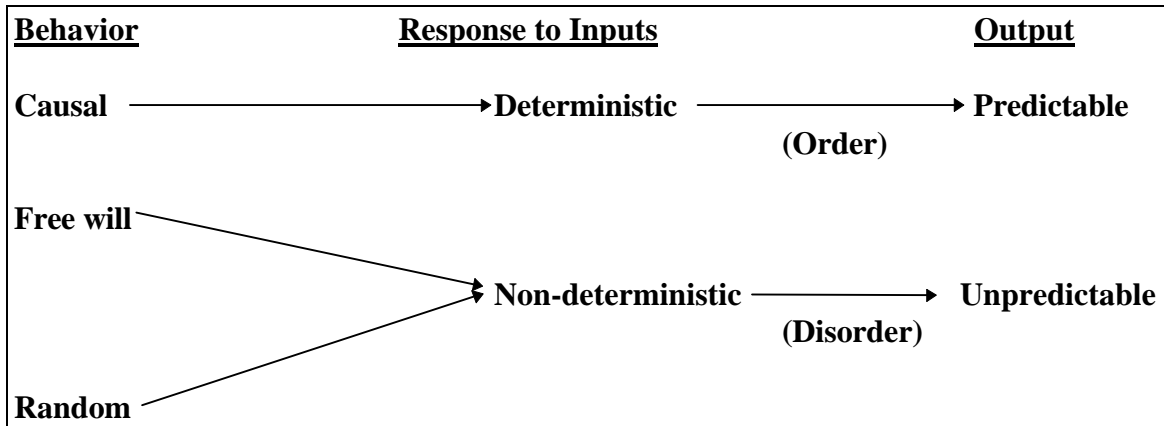 Behavior Response to Inputs Output
Causal Deterministic Predictable
(Order)
Free will
Non-deterministic Unpredictable
(Disorder)
Random